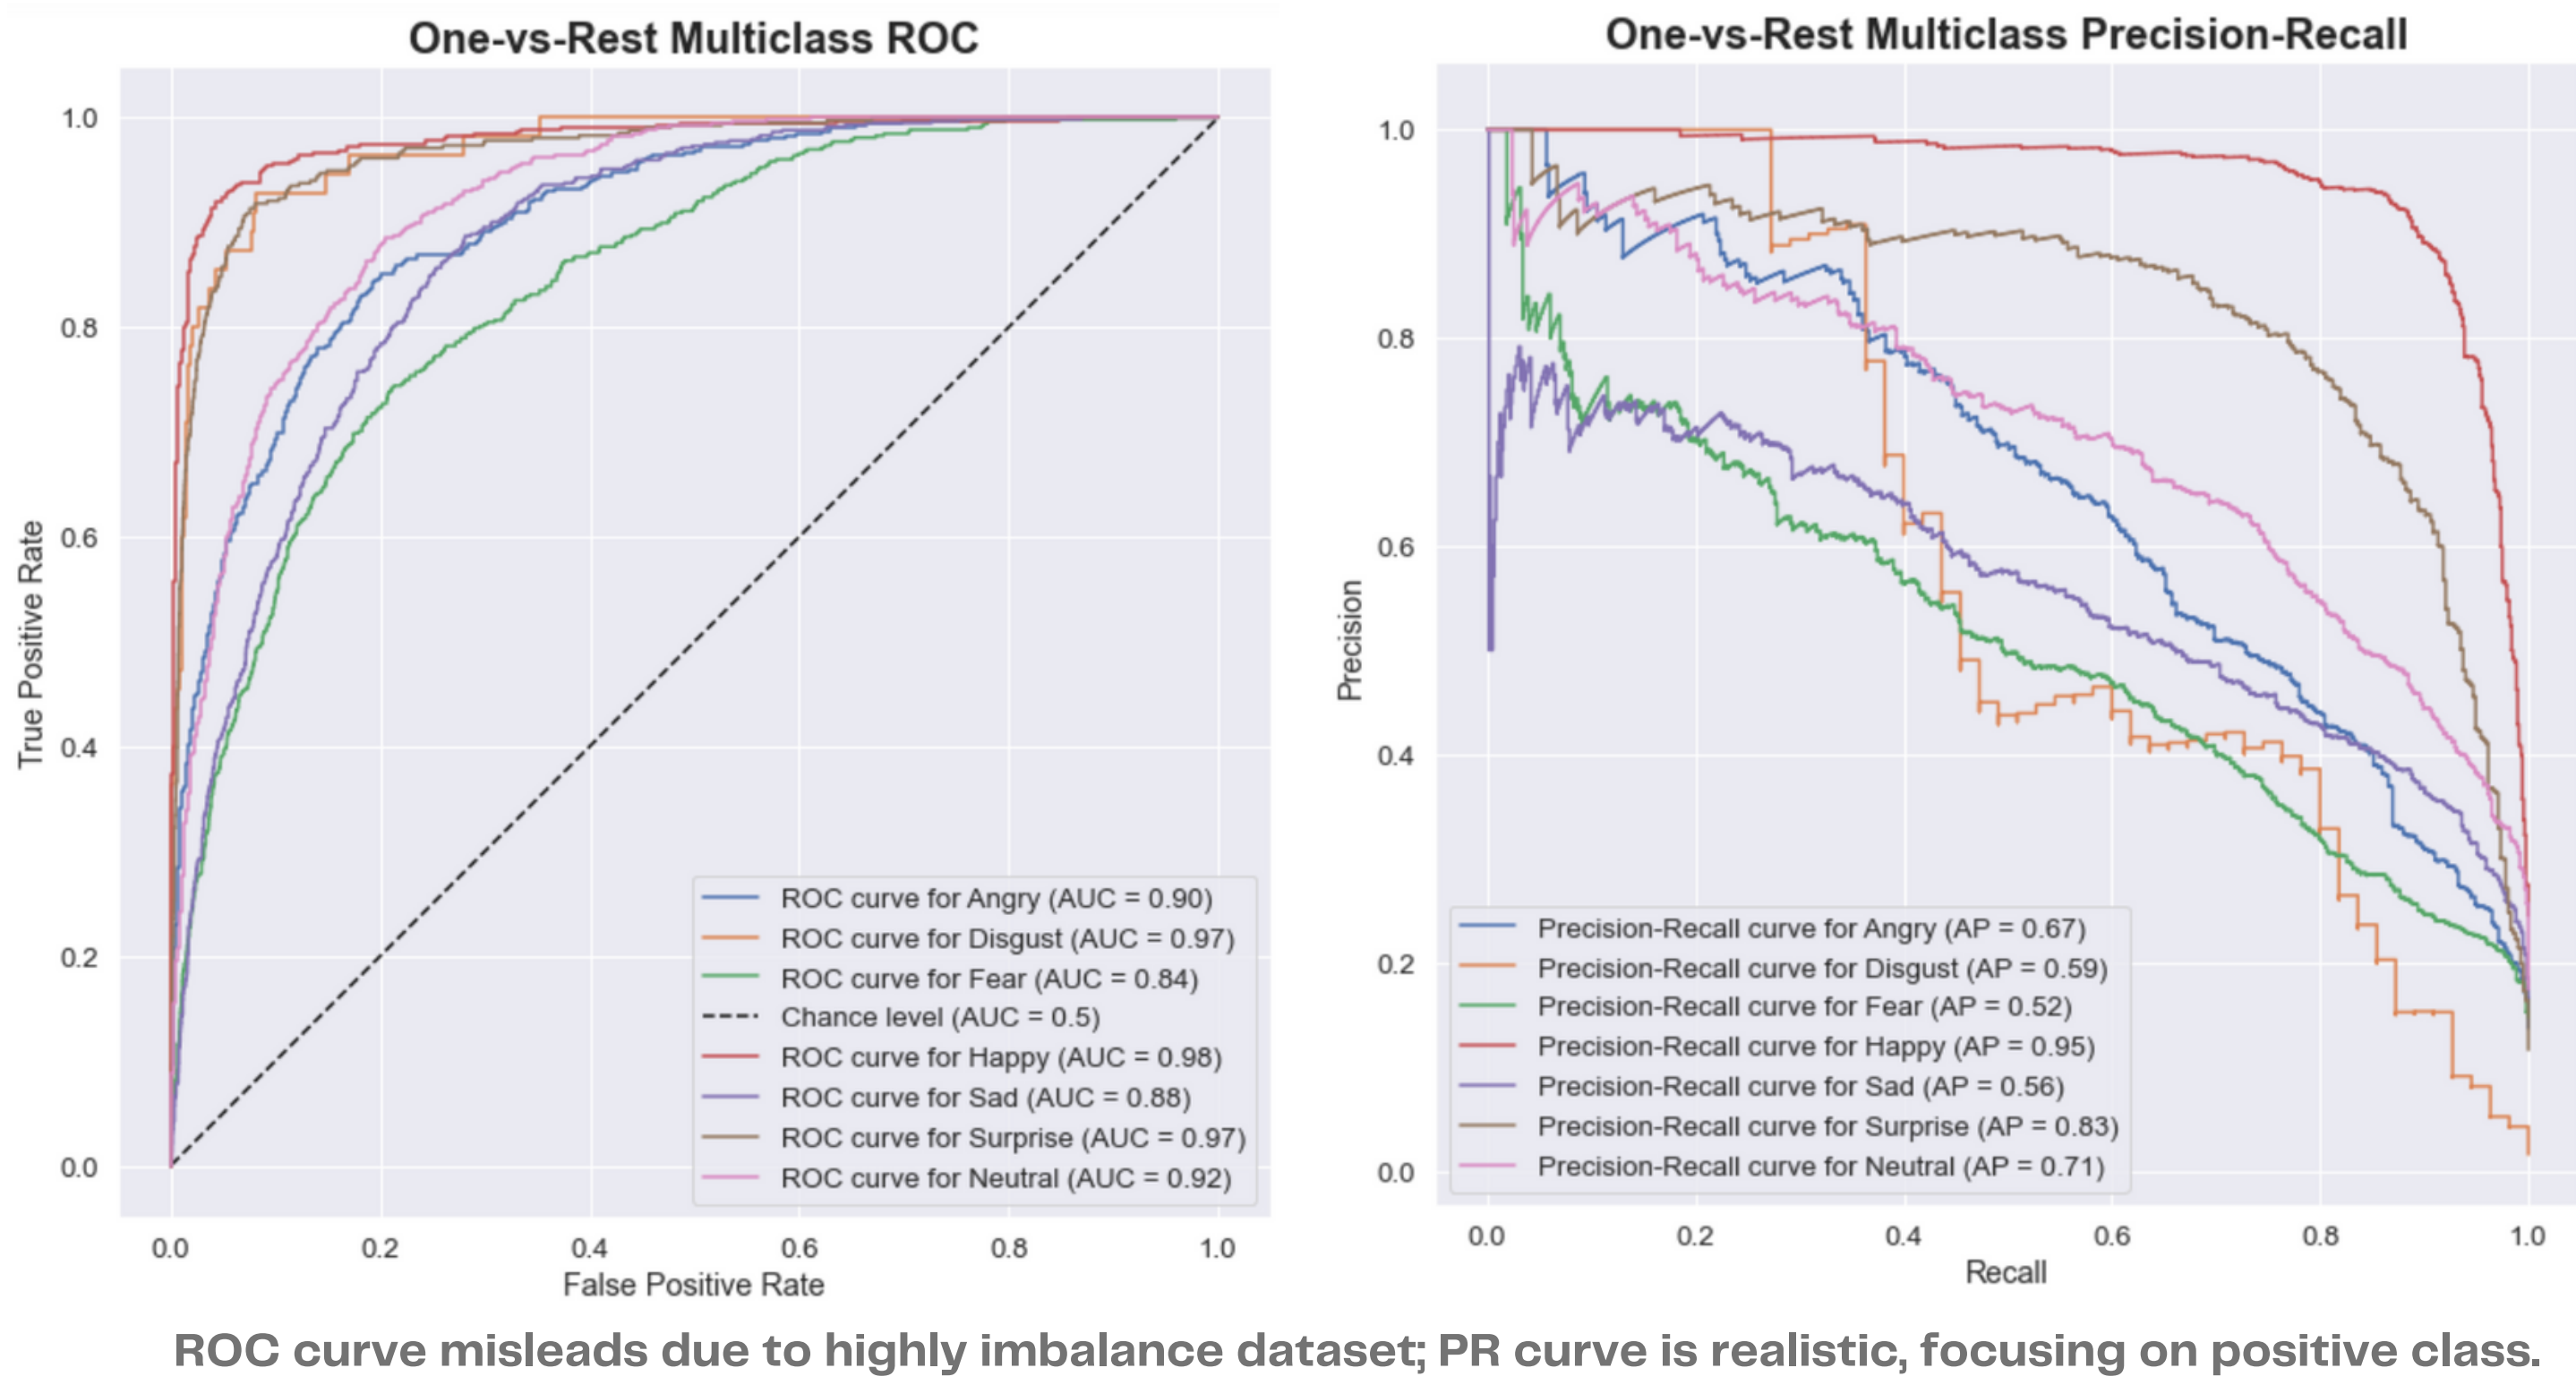 One-vs-Rest Multiclass ROC
1.0
0.8
0.6
0.4
0.2
0.0
True Positive Rate
0.0 0.2 0.4 0.6 0.8 1.0
False Positive Rate
ROC curve for Angry (AUC = 0.90)
ROC curve for Disgust (AUC = 0.97)
ROC curve for Fear (AUC = 0.84)
Chance level (AUC = 0.5)
ROC curve for Happy (AUC = 0.98)
ROC curve for Sad (AUC = 0.88)
ROC curve for Surprise (AUC = 0.97)
ROC curve for Neutral (AUC = 0.92)
One-vs-Rest Multiclass Precision-Recall
1.0
0.8
0.6
0.4
0.2
0.0
Precision
0.0 0.2 0.4 0.6 0.8 1.0
Recall
Precision-Recall curve for Angry (AP = 0.67)
Precision-Recall curve for Disgust (AP = 0.59)
Precision-Recall curve for Fear (AP = 0.52)
Precision-Recall curve for Happy (AP = 0.95)
Precision-Recall curve for Sad (AP = 0.56)
Precision-Recall curve for Surprise (AP = 0.83)
Precision-Recall curve for Neutral (AP = 0.71)
ROC curve misleads due to highly imbalance dataset; PR curve is realistic, focusing on positive class.